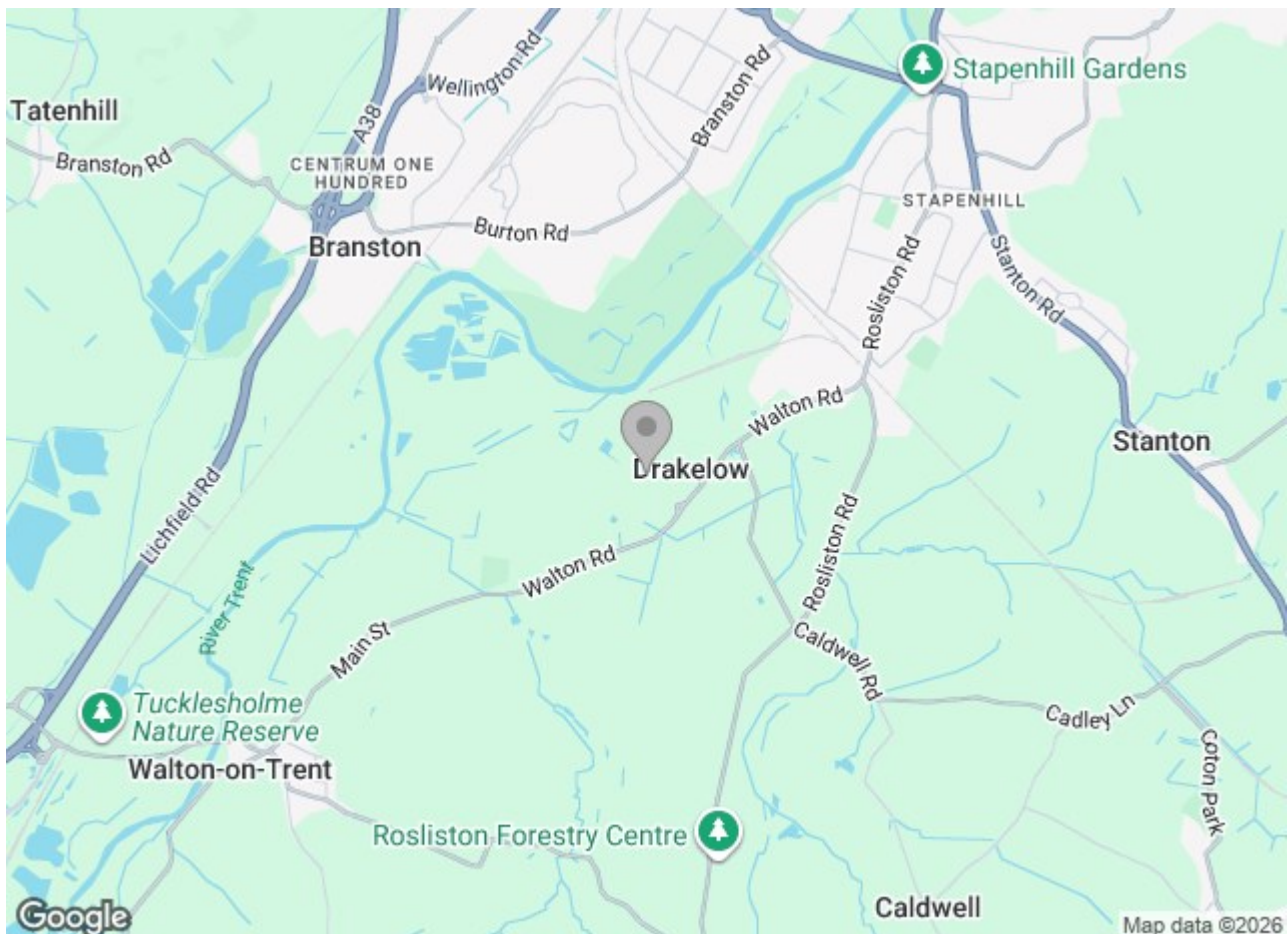 Tatenhill
Branston Rd
A38
Wellington Rd
Branston Rd
Stapenhill Gardens
CENTRUM ONE
HUNDRED
STAPENHILL
Burton Rd
Branston
Rosliston Rd
Stanton Rd
Walton Rd
Stanton
Drakelow
Lichfield Rd
Rosliston Rd
Walton Rd
River Trent
Main St
Caldwell Rd
Tucklesholme
Nature Reserve
Cadley Ln
Coton Park
Walton-on-Trent
Rosliston Forestry Centre
Caldwell
Google
Map data ©2026